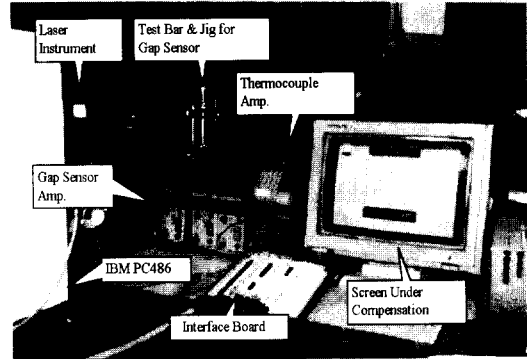 Laser
Instrument
Test Bar & Jig for
Gap Sensor
Thermocouple
Amp.
Gap Sensor
Amp.
IBM PC486
Interface Board
Screen Under
Compensation